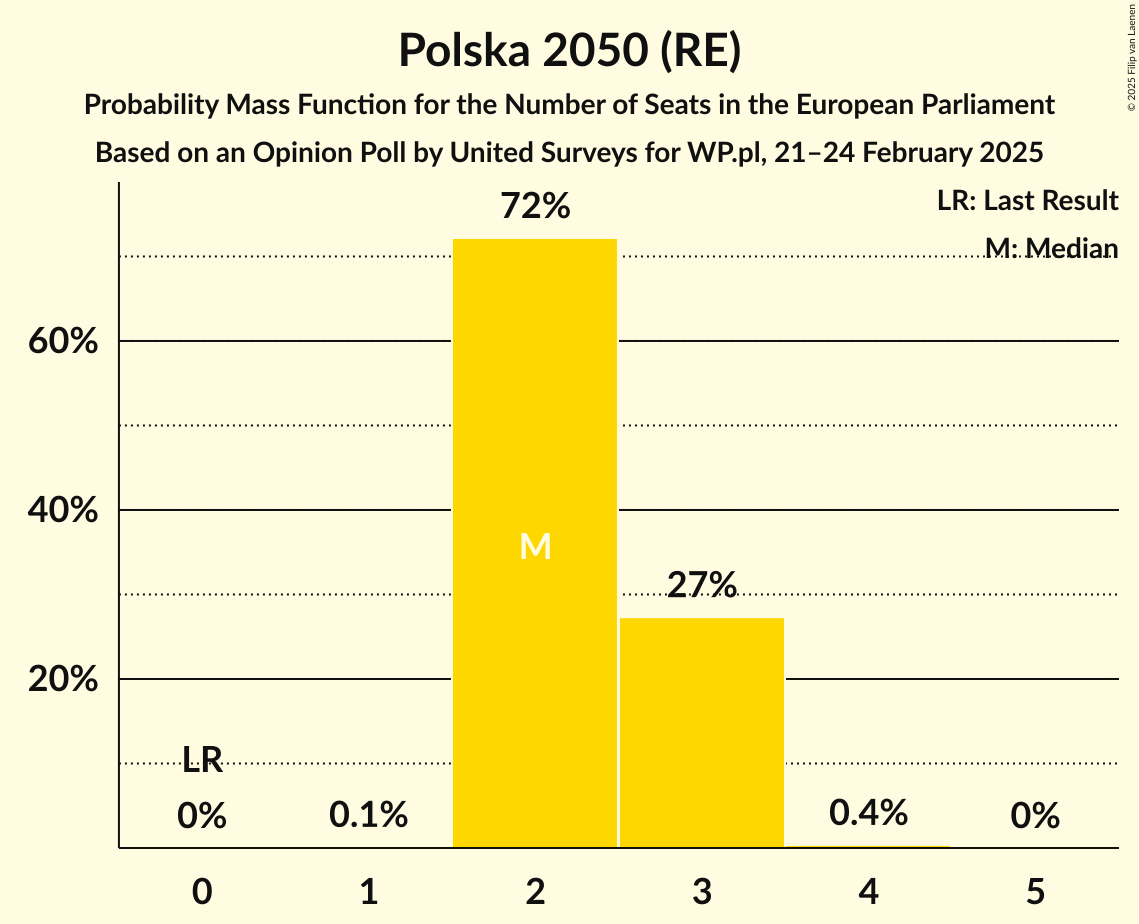 Polska 2050 (RE)
Probability Mass Function for the Number of Seats in the European Parliament
Based on an Opinion Poll by United Surveys for WP.pl, 21–24 February 2025
© 2025 Filip van Laenen
LR: Last Result
M: Median
72%
60%
40%
M
27%
20%
LR
0%
0.1%
0.4%
0%
0
1
2
3
4
5